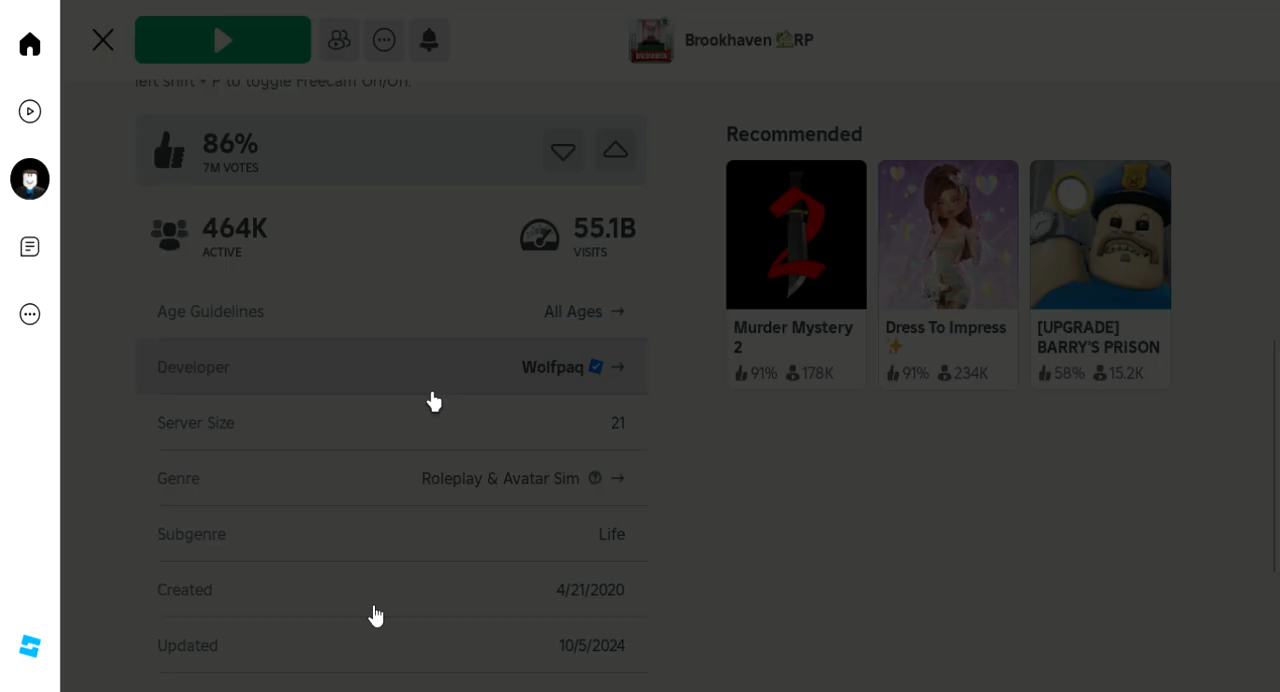 Brookhaven 🏡RP
left shift + P to toggle Freecam On/Off.
86%
7M VOTES
464K
ACTIVE
55.1B
VISITS
Age Guidelines
All Ages →
Developer
Wolfpaq →
Server Size
21
Genre
Roleplay & Avatar Sim →
Subgenre
Life
Created
4/21/2020
Updated
10/5/2024
Recommended
2
Murder Mystery
2
91% 178K
Dress To Impress
✨
91% 234K
[UPGRADE]
BARRY'S PRISON
58% 15.2K